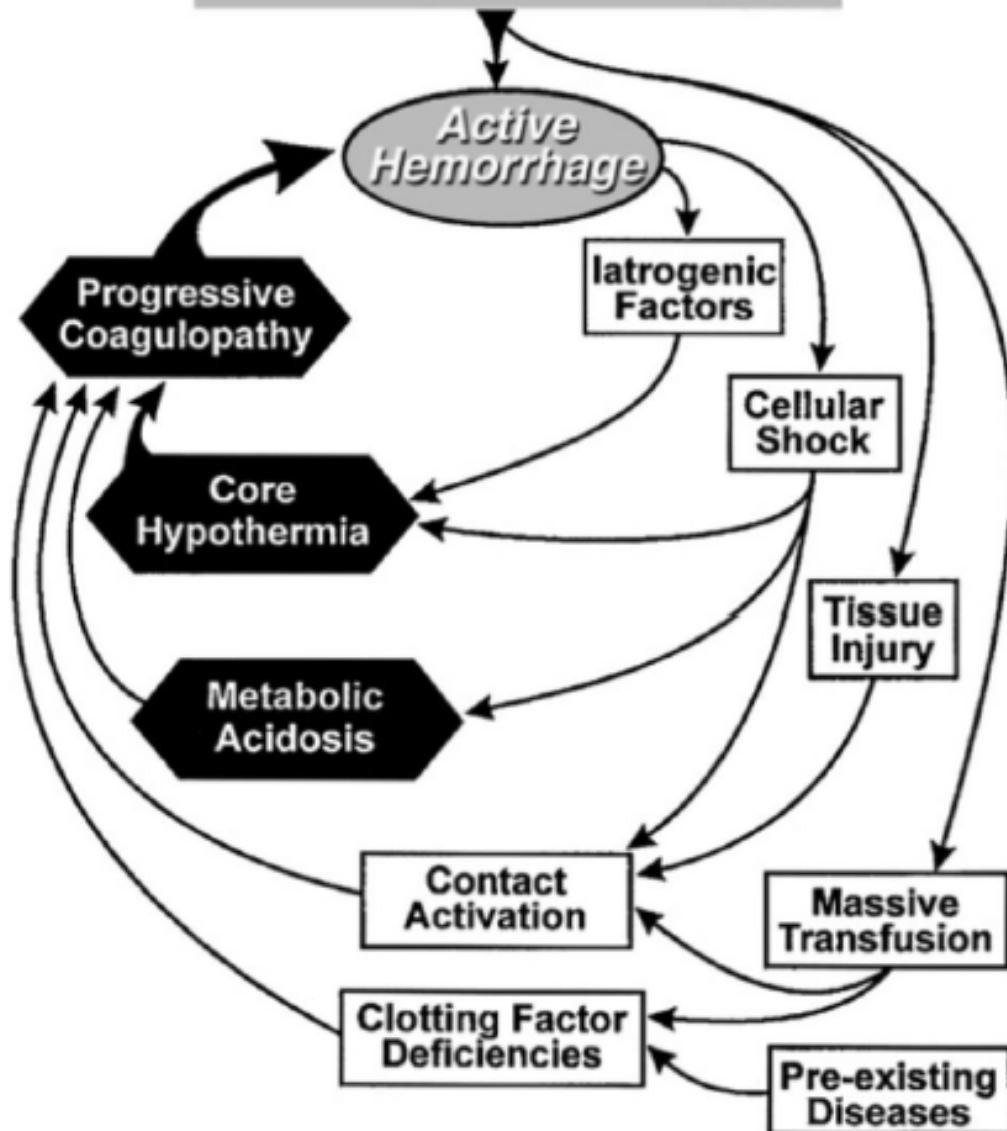 Active
Hemorrhage
Iatrogenic
Factors
Progressive
Coagulopathy
Cellular
Shock
Core
Hypothermia
Tissue
Injury
Metabolic
Acidosis
Contact
Activation
Massive
Transfusion
Clotting Factor
Deficiencies
Pre-existing
Diseases